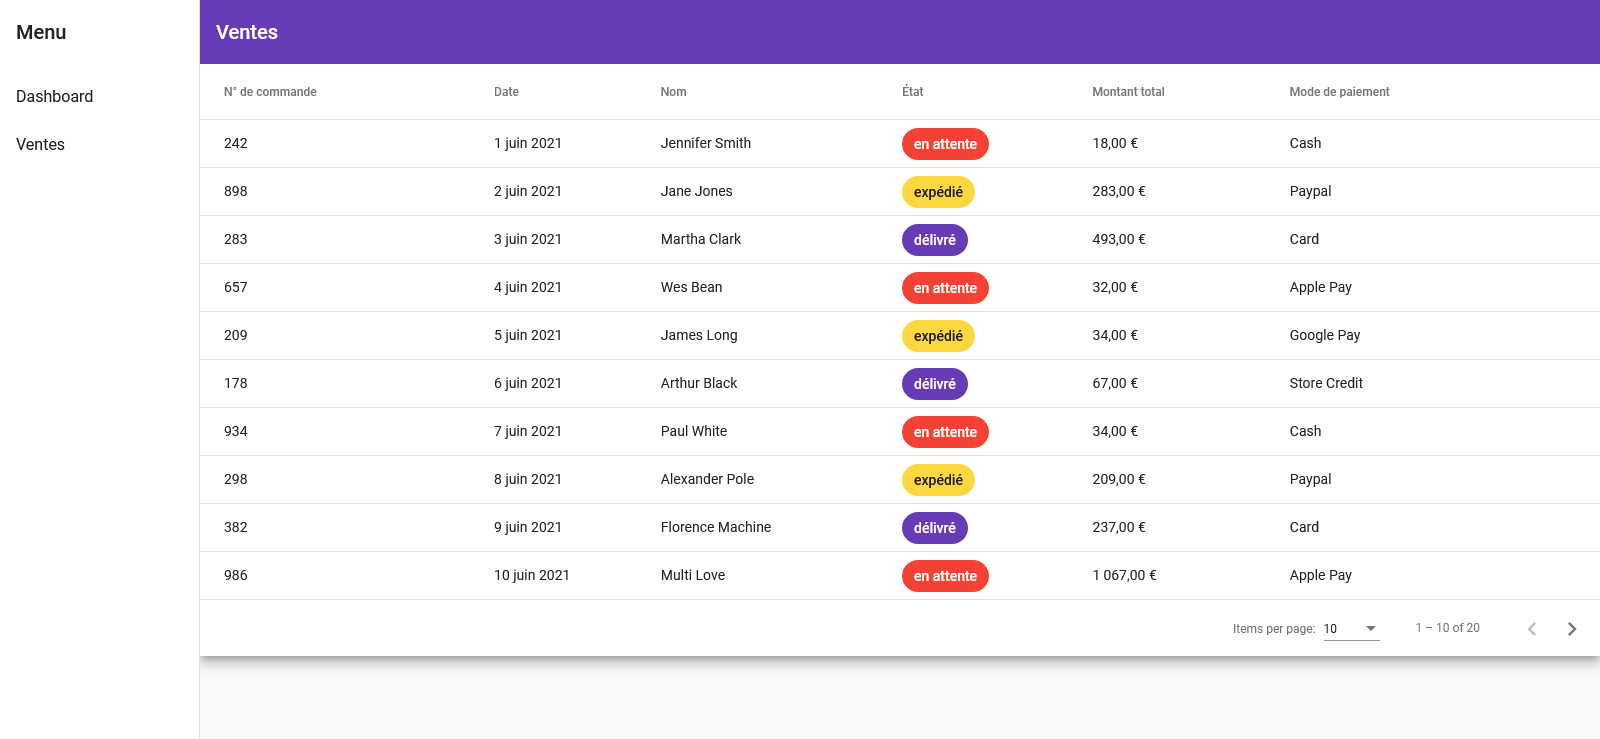 Menu
Ventes
Dashboard
Ventes
N° de commande Date Nom État Montant total Mode de paiement
242 1 juin 2021 Jennifer Smith en attente 18,00 € Cash
898 2 juin 2021 Jane Jones expédié 283,00 € Paypal
283 3 juin 2021 Martha Clark délivré 493,00 € Card
657 4 juin 2021 Wes Bean en attente 32,00 € Apple Pay
209 5 juin 2021 James Long expédié 34,00 € Google Pay
178 6 juin 2021 Arthur Black délivré 67,00 € Store Credit
934 7 juin 2021 Paul White en attente 34,00 € Cash
298 8 juin 2021 Alexander Pole expédié 209,00 € Paypal
382 9 juin 2021 Florence Machine délivré 237,00 € Card
986 10 juin 2021 Multi Love en attente 1 067,00 € Apple Pay
Items per page: 10 1 – 10 of 20